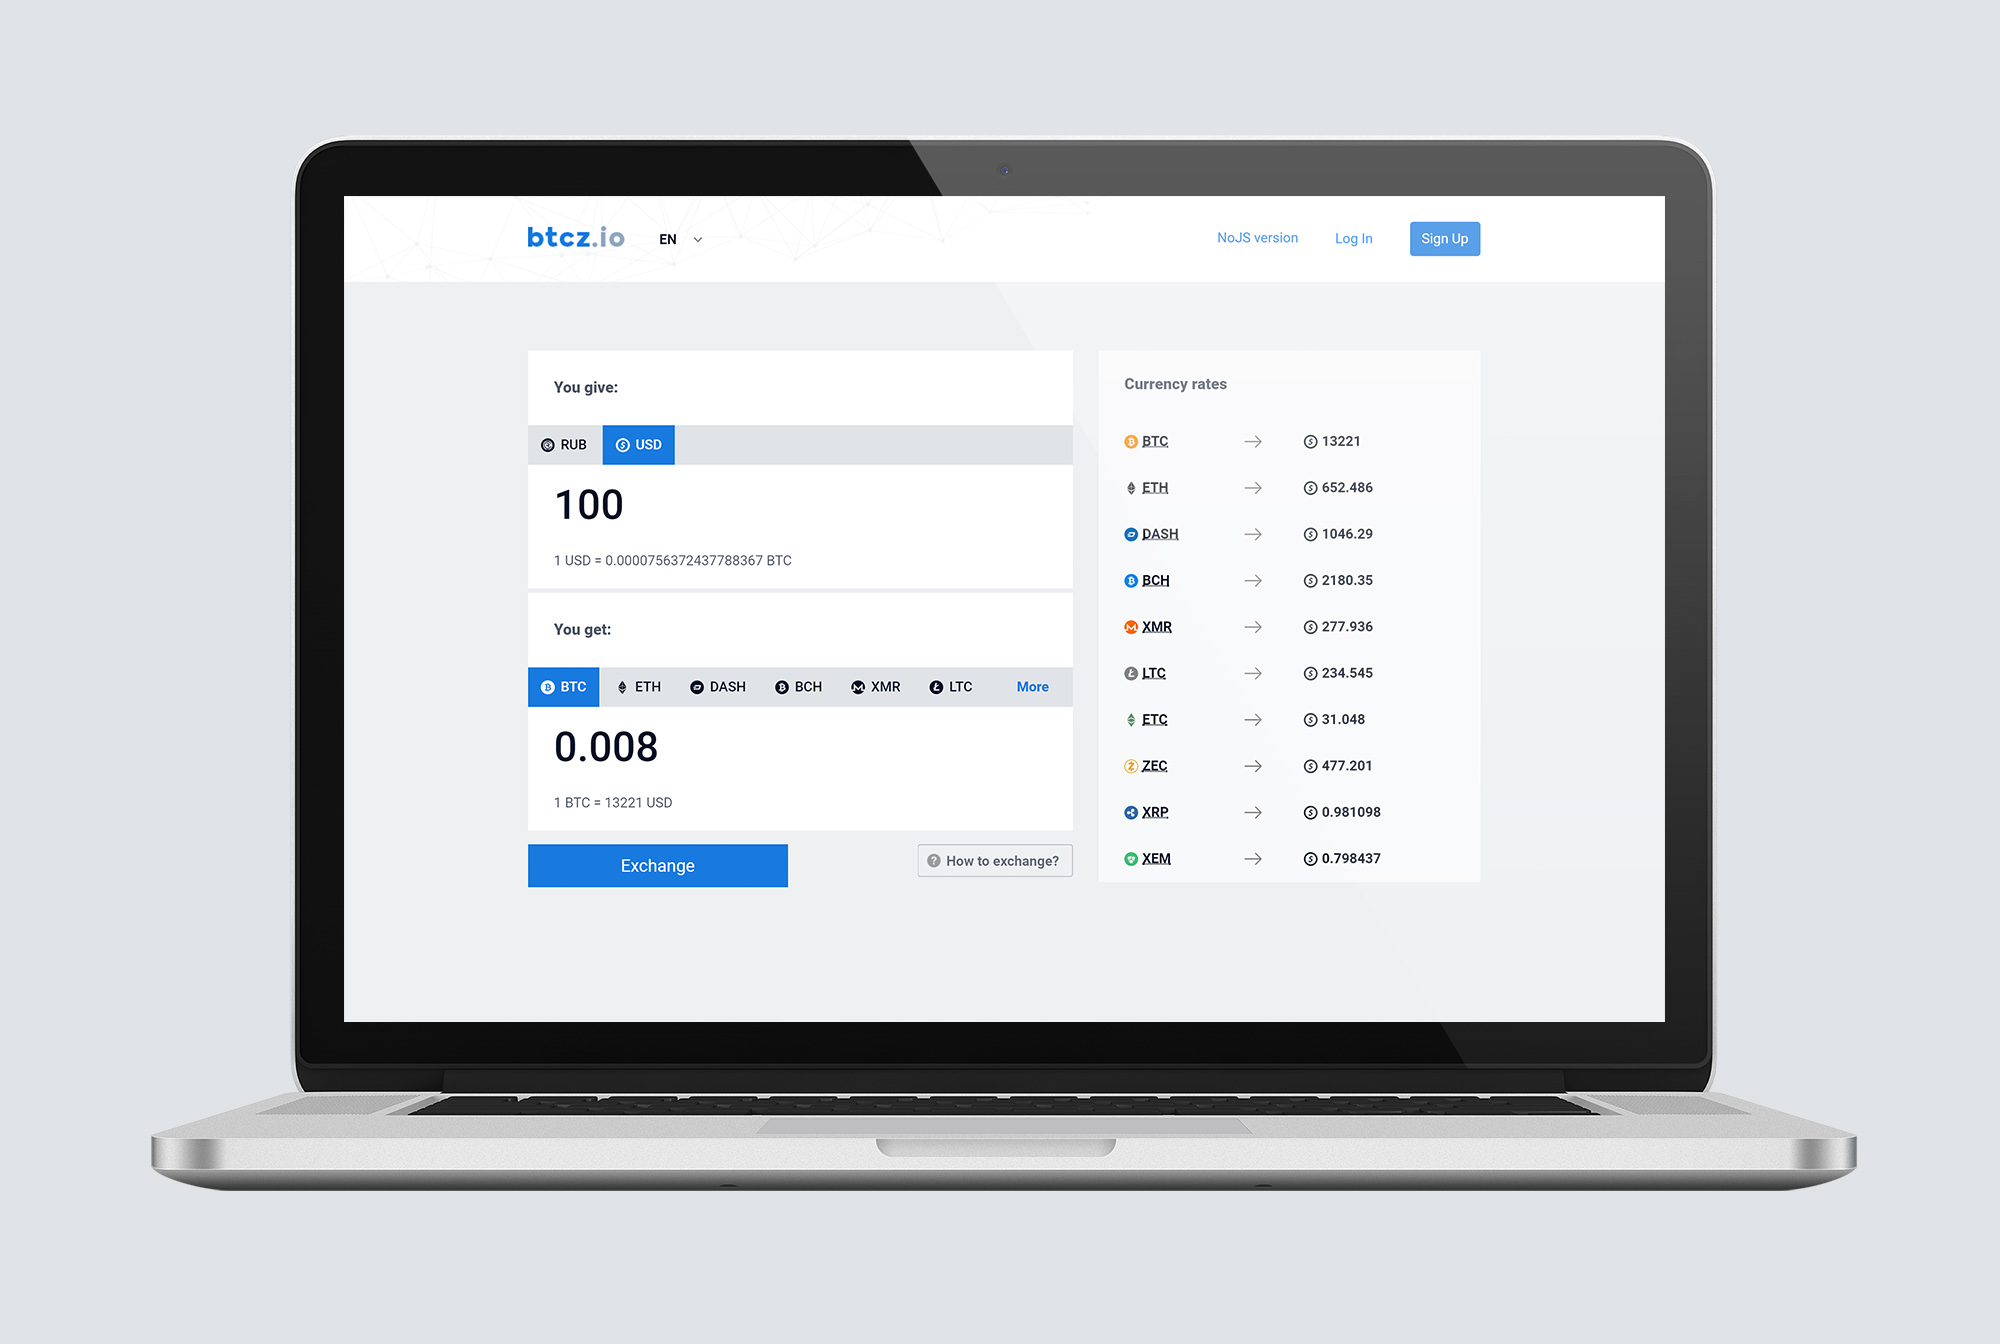 btcz.io EN NoJS version Log In Sign Up
You give:
RUB USD
100
1 USD = 0.0000756372437788367 BTC
You get:
BTC ETH DASH BCH XMR LTC More
0.008
1 BTC = 13221 USD
Exchange
How to exchange?
Currency rates
BTC → 13221
ETH → 652.486
DASH → 1046.29
BCH → 2180.35
XMR → 277.936
LTC → 234.545
ETC → 31.048
ZEC → 477.201
XRP → 0.981098
XEM → 0.798437